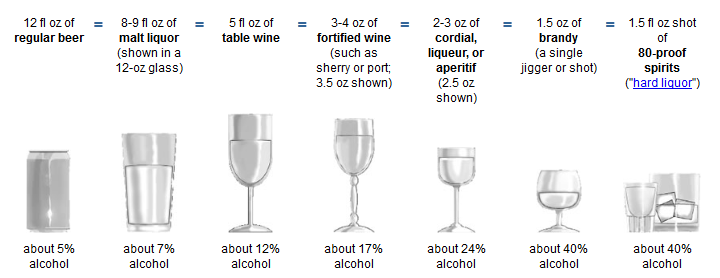 12 fl oz of
regular beer
=
8-9 fl oz of
malt liquor
(shown in a
12-oz glass)
=
5 fl oz of
table wine
=
3-4 oz of
fortified wine
(such as
sherry or port;
3.5 oz shown)
=
2-3 oz of
cordial,
liqueur, or
aperitif
(2.5 oz
shown)
=
1.5 oz of
brandy
(a single
jigger or shot)
=
1.5 fl oz shot
of
80-proof
spirits
("hard liquor")
about 5%
alcohol
about 7%
alcohol
about 12%
alcohol
about 17%
alcohol
about 24%
alcohol
about 40%
alcohol
about 40%
alcohol